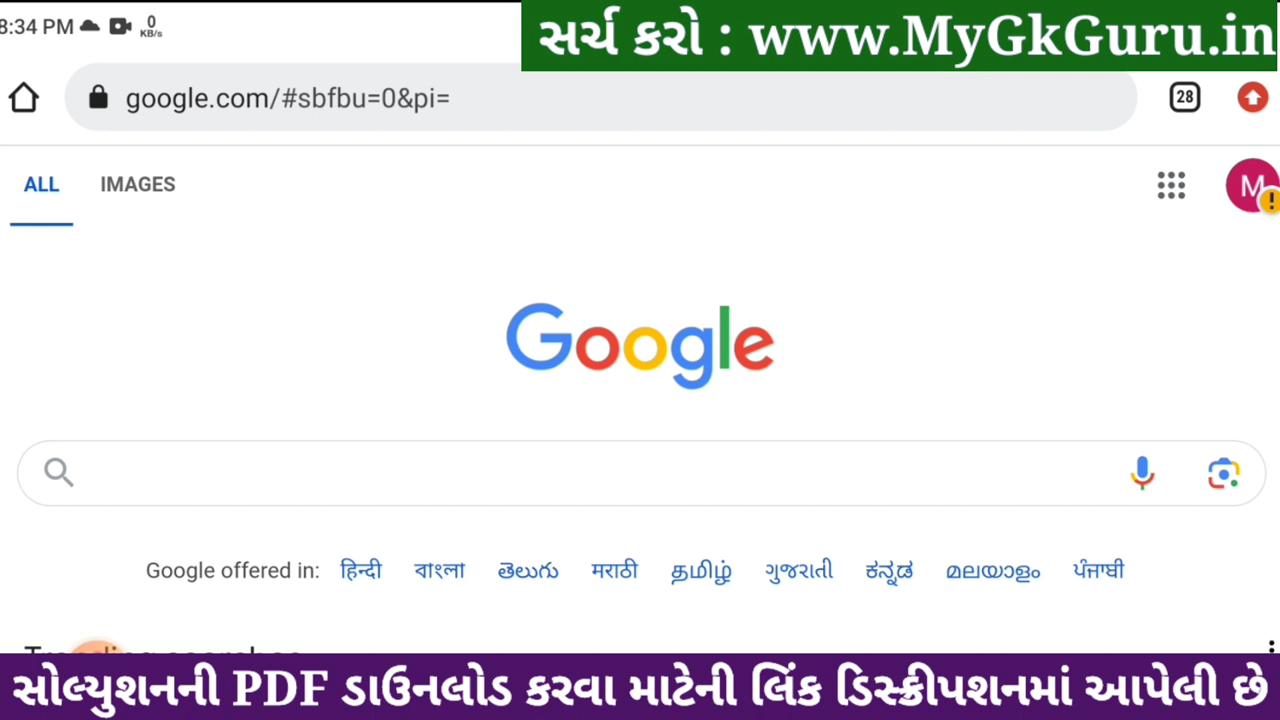 8:34 PM 0 KB/s
સર્ચ કરો : www.MyGkGuru.in
google.com/#sbfbu=0&pi=
28
ALL IMAGES
M
Google
Google offered in: हिन्दी বাংলা తెలుగు मराठी தமிழ் ગુજરાતી ಕನ್ನಡ മലയാളം ਪੰਜਾਬੀ
સોલ્યુશનની PDF ડાઉનલોડ કરવા માટેની લિંક ડિસ્ક્રીપશનમાં આપેલી છે